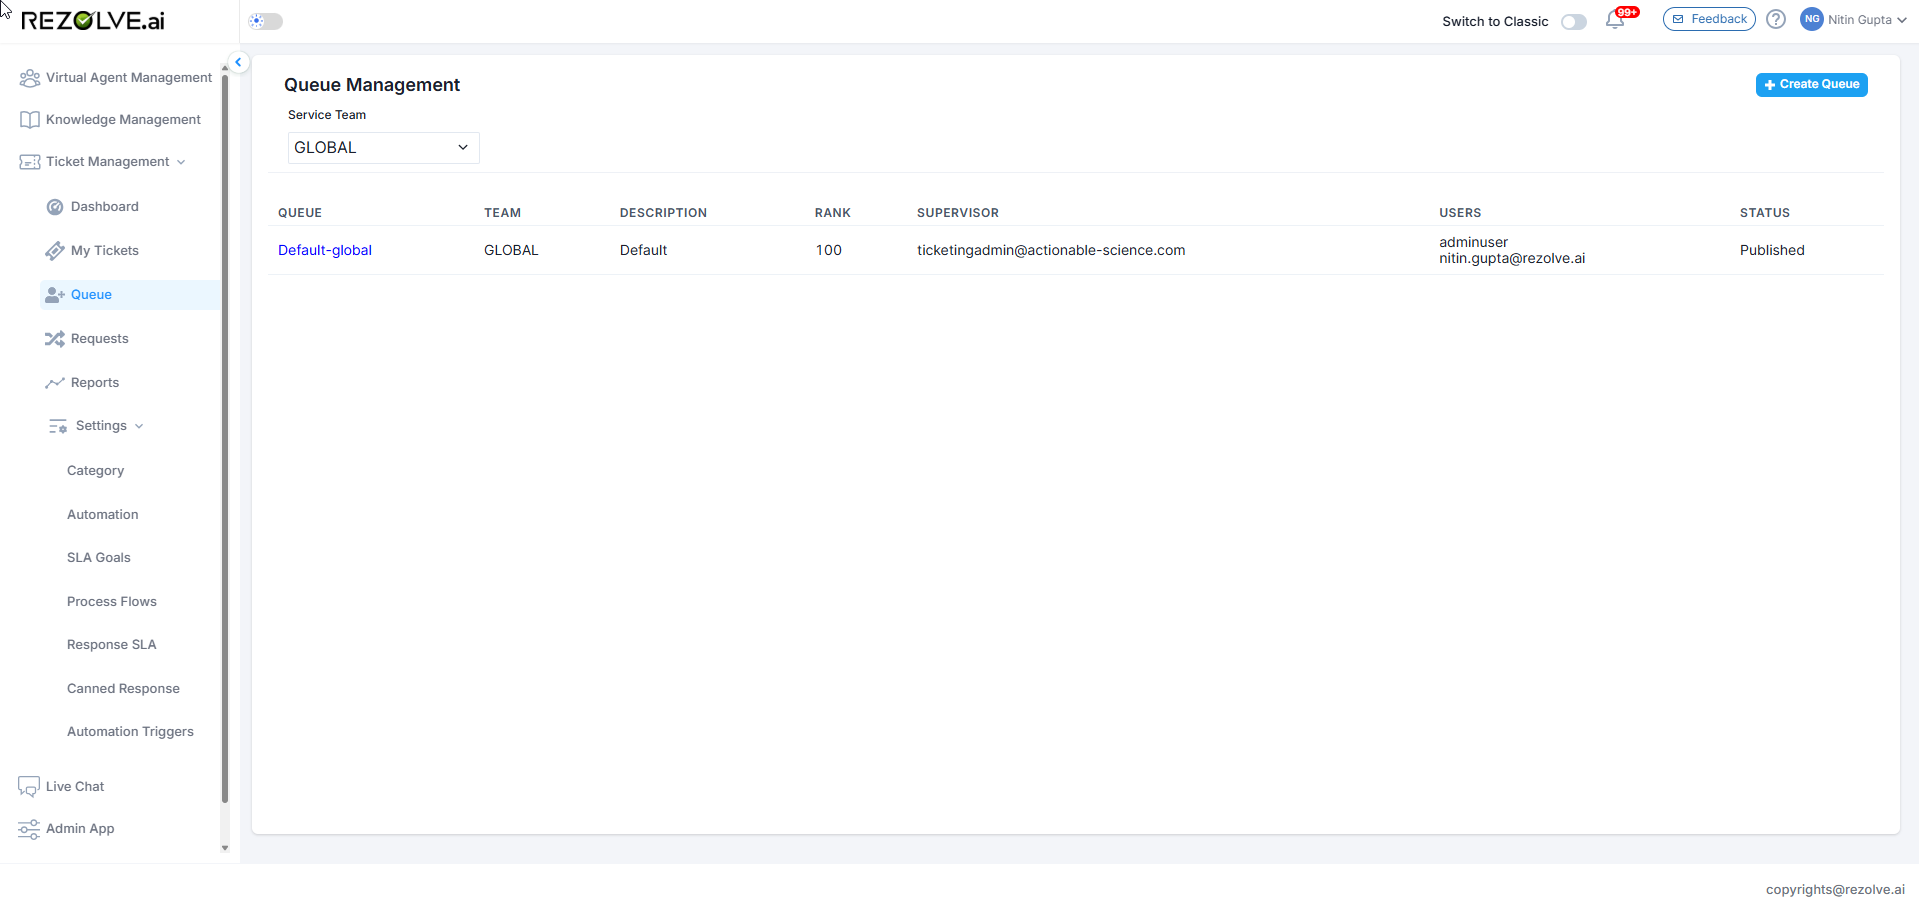 REZOLVE.ai
Switch to Classic
99+
Feedback
?
NG
Nitin Gupta
Virtual Agent Management
Knowledge Management
Ticket Management
Dashboard
My Tickets
Queue
Requests
Reports
Settings
Category
Automation
SLA Goals
Process Flows
Response SLA
Canned Response
Automation Triggers
Live Chat
Admin App
Queue Management
Create Queue
Service Team
GLOBAL
QUEUE TEAM DESCRIPTION RANK SUPERVISOR USERS STATUS
Default-global GLOBAL Default 100 ticketingadmin@actionable-science.com adminuser Published
nitin.gupta@rezolve.ai
copyrights@rezolve.ai